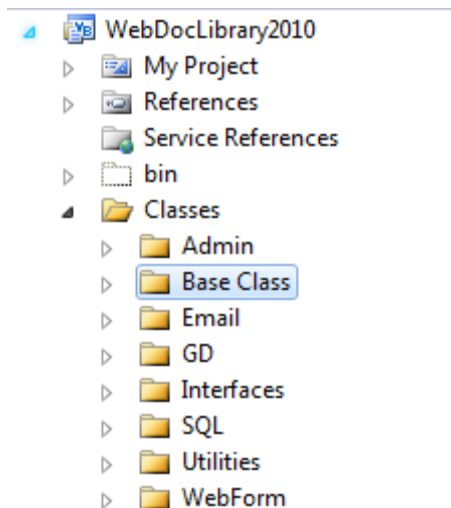 WebDocLibrary2010
My Project
References
Service References
bin
Classes
Admin
Base Class
Email
GD
Interfaces
SQL
Utilities
WebForm